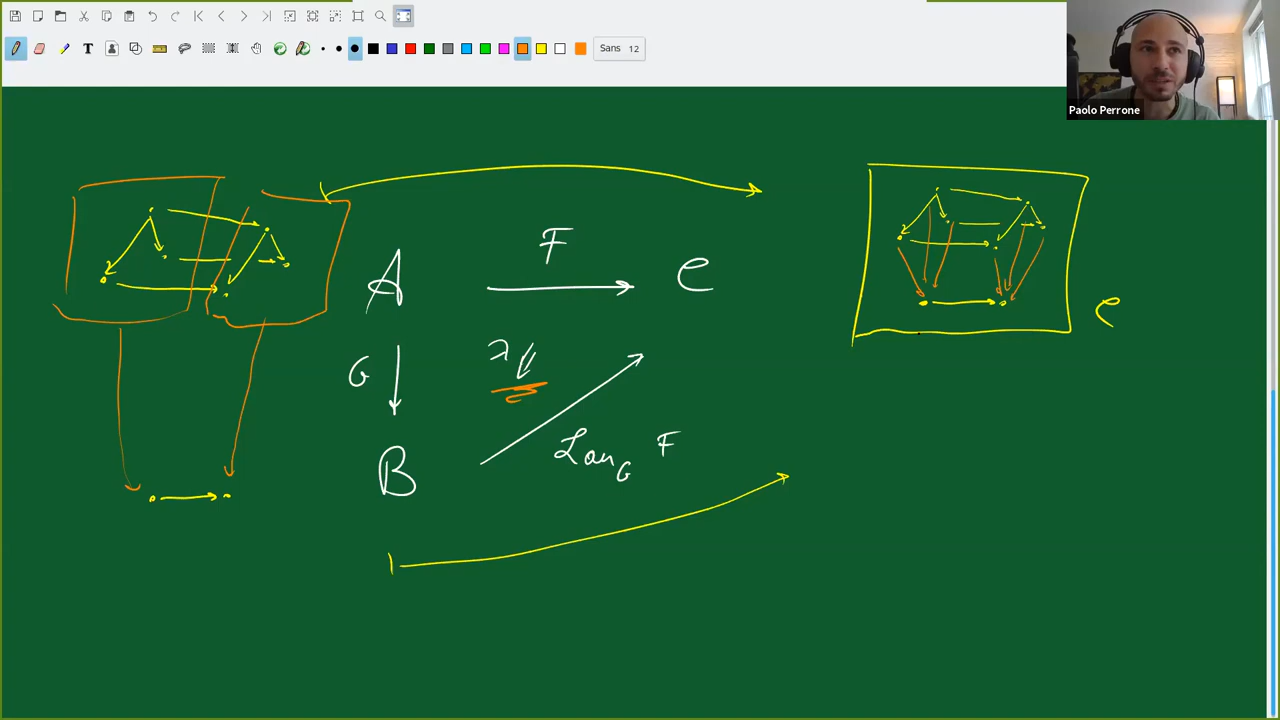 Sans 12
Paolo Perrone
F
A e
e
G λ
Lan_G F
B